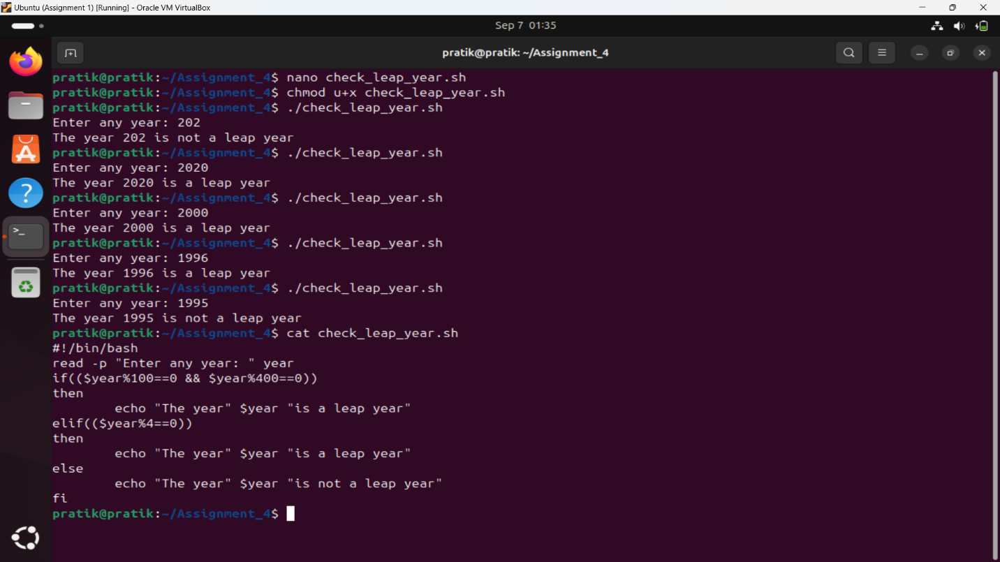 Ubuntu (Assignment 1) [Running] - Oracle VM VirtualBox
Sep 7 01:35
pratik@pratik: ~/Assignment_4
pratik@pratik:~/Assignment_4$ nano check_leap_year.sh
pratik@pratik:~/Assignment_4$ chmod u+x check_leap_year.sh
pratik@pratik:~/Assignment_4$ ./check_leap_year.sh
Enter any year: 202
The year 202 is not a leap year
pratik@pratik:~/Assignment_4$ ./check_leap_year.sh
Enter any year: 2020
The year 2020 is a leap year
pratik@pratik:~/Assignment_4$ ./check_leap_year.sh
Enter any year: 2000
The year 2000 is a leap year
pratik@pratik:~/Assignment_4$ ./check_leap_year.sh
Enter any year: 1996
The year 1996 is a leap year
pratik@pratik:~/Assignment_4$ ./check_leap_year.sh
Enter any year: 1995
The year 1995 is not a leap year
pratik@pratik:~/Assignment_4$ cat check_leap_year.sh
#!/bin/bash
read -p "Enter any year: " year
if(($year%100==0 && $year%400==0))
then
        echo "The year" $year "is a leap year"
elif(($year%4==0))
then
        echo "The year" $year "is a leap year"
else
        echo "The year" $year "is not a leap year"
fi
pratik@pratik:~/Assignment_4$